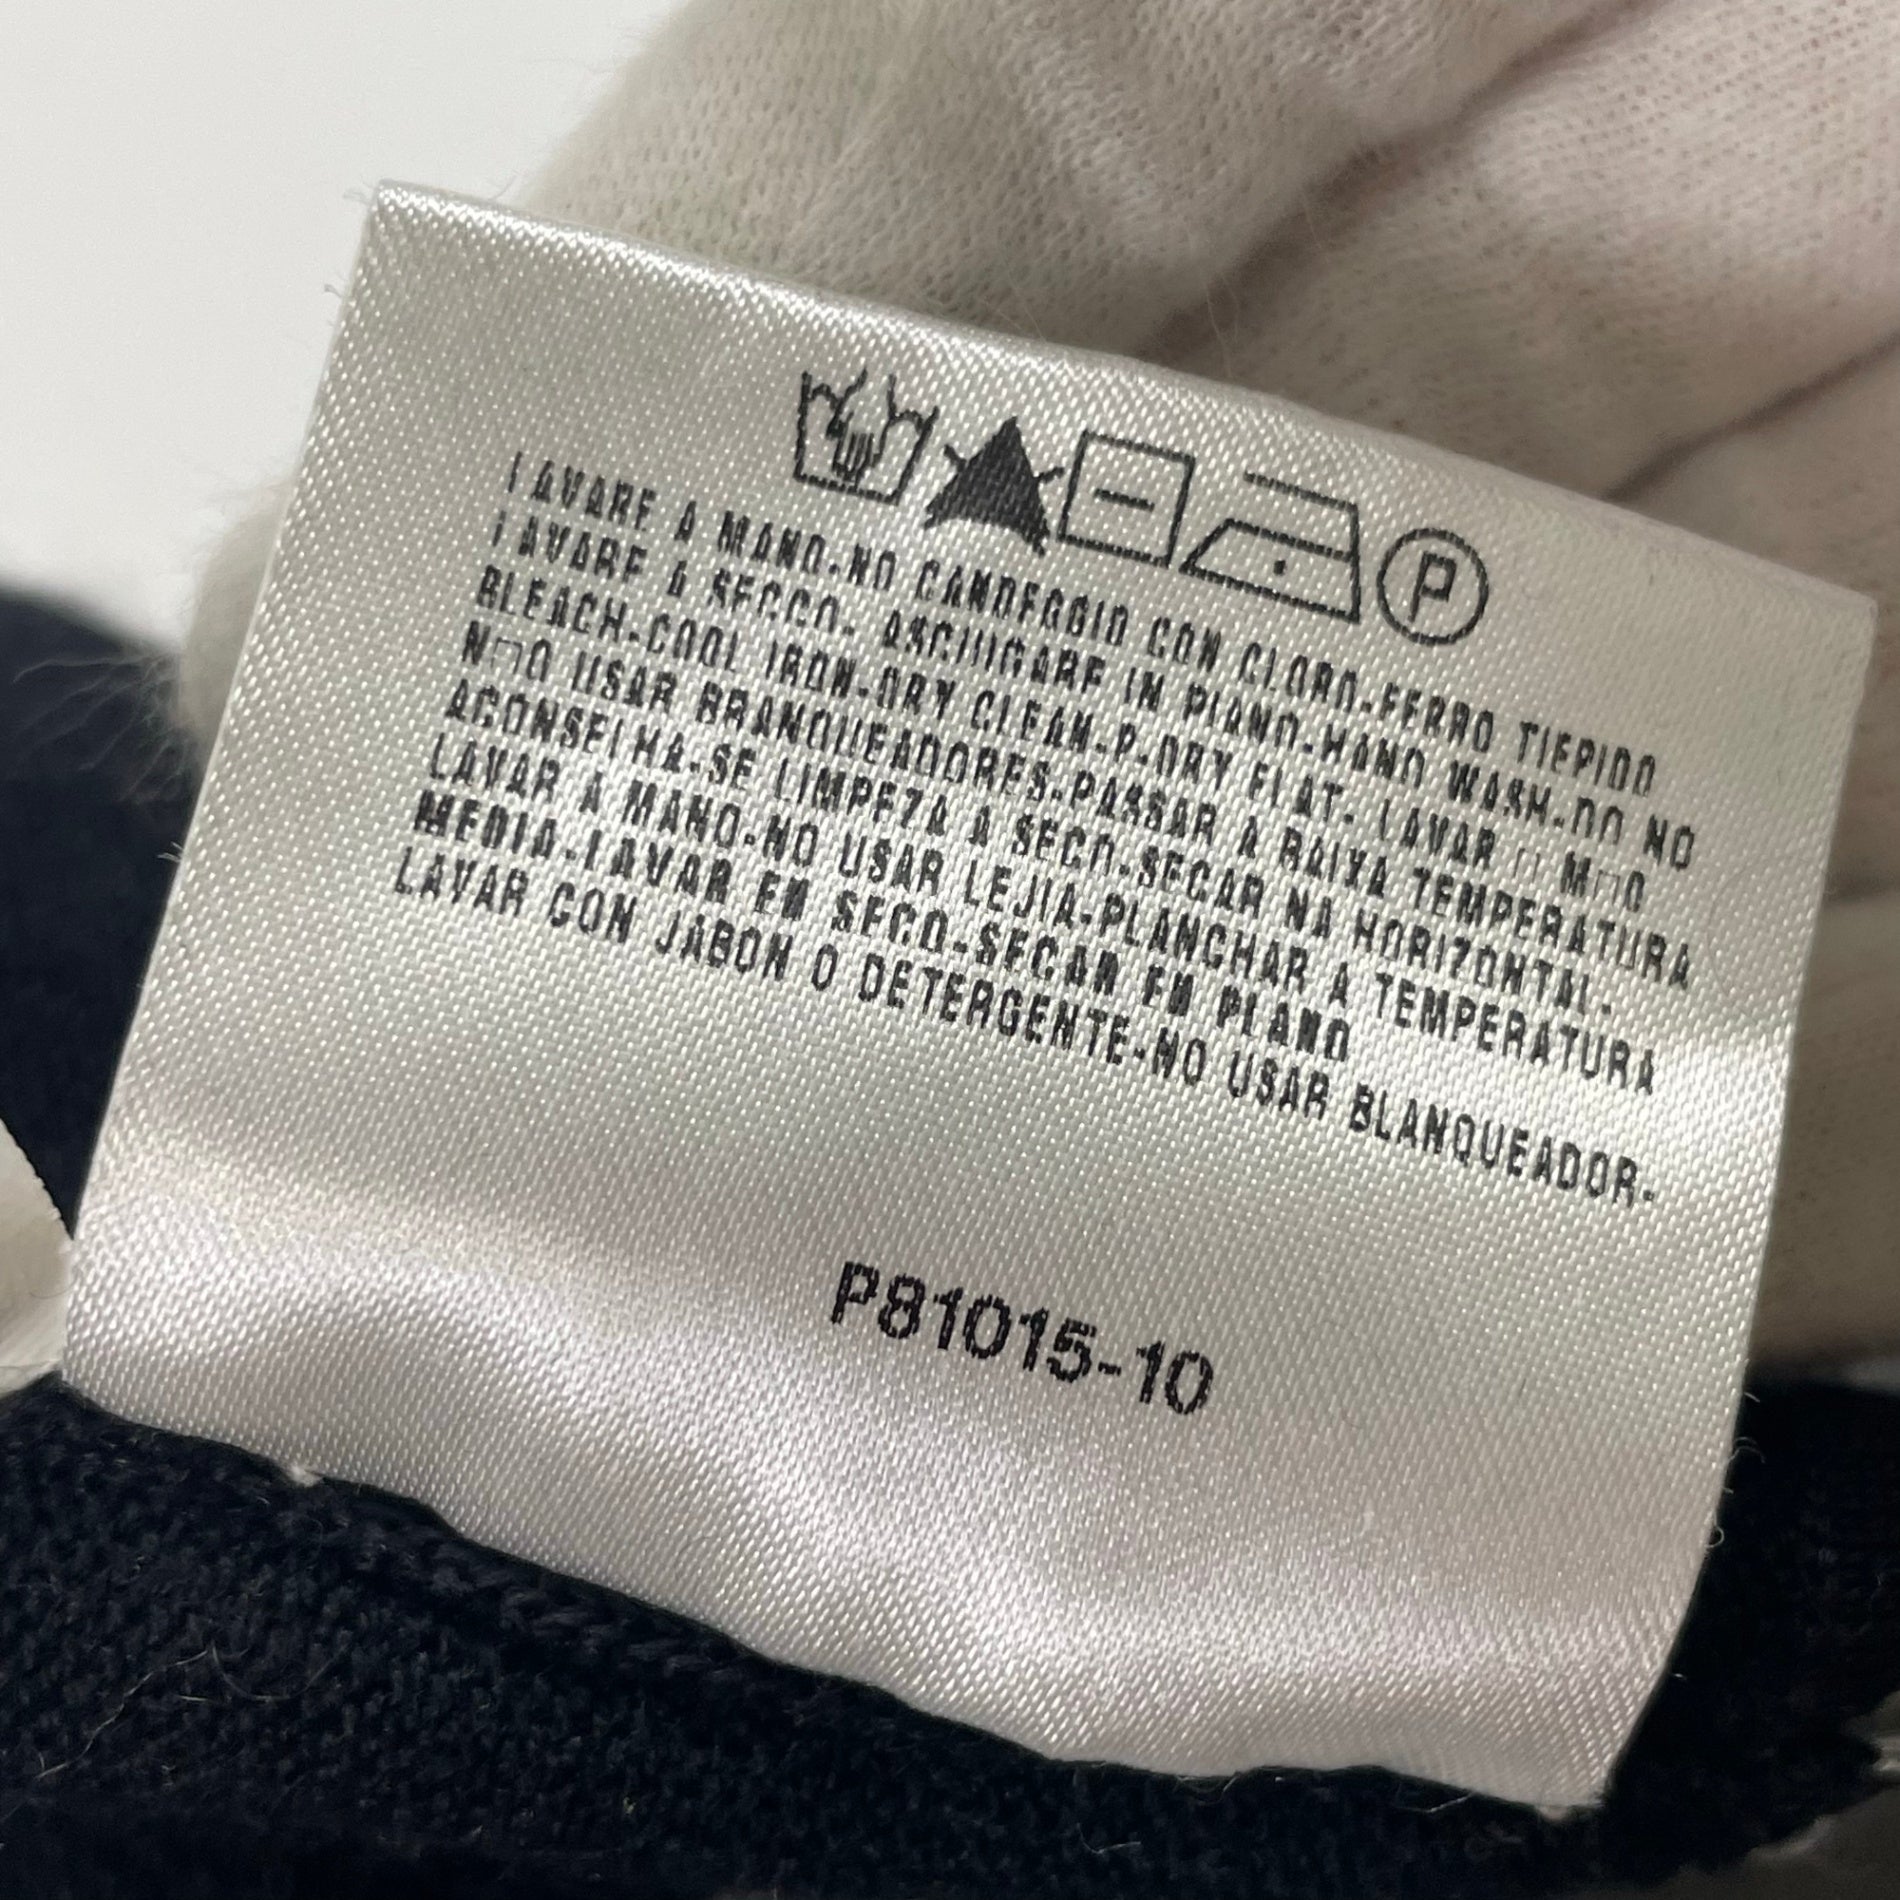 P
LAVARE A MANO-NO CANDEGGIO CON CLORO-FERRO TIEPIDO
LAVARE A SECCO- ASCIUGARE IN PIANO-HAND WASH-DO NO
BLEACH-COOL IRON-DRY CLEAN-P-DRY FLAT- LAVAR □ M□O
N□O USAR BRANQUEADORES-PASSAR A BAIXA TEMPERATURA
ACONSELHA-SE LIMPEZA A SECO-SECAR NA HORIZONTAL-
LAVAR A MANO-NO USAR LEJIA-PLANCHAR A TEMPERATURA
MEDIA-LAVAR EN SECO-SECAR EN PLANO
LAVAR CON JABON O DETERGENTE-NO USAR BLANQUEADOR-
P81015-10